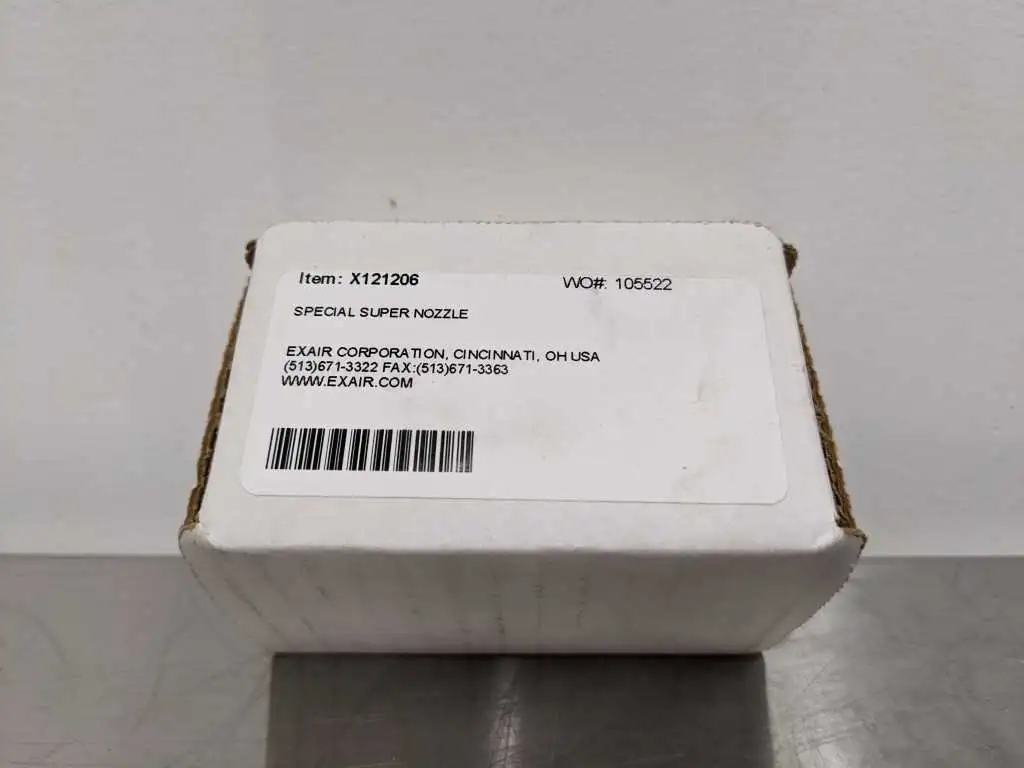 Item: X121206 WO#: 105522
SPECIAL SUPER NOZZLE
EXAIR CORPORATION, CINCINNATI, OH USA
(513)671-3322 FAX:(513)671-3363
WWW.EXAIR.COM